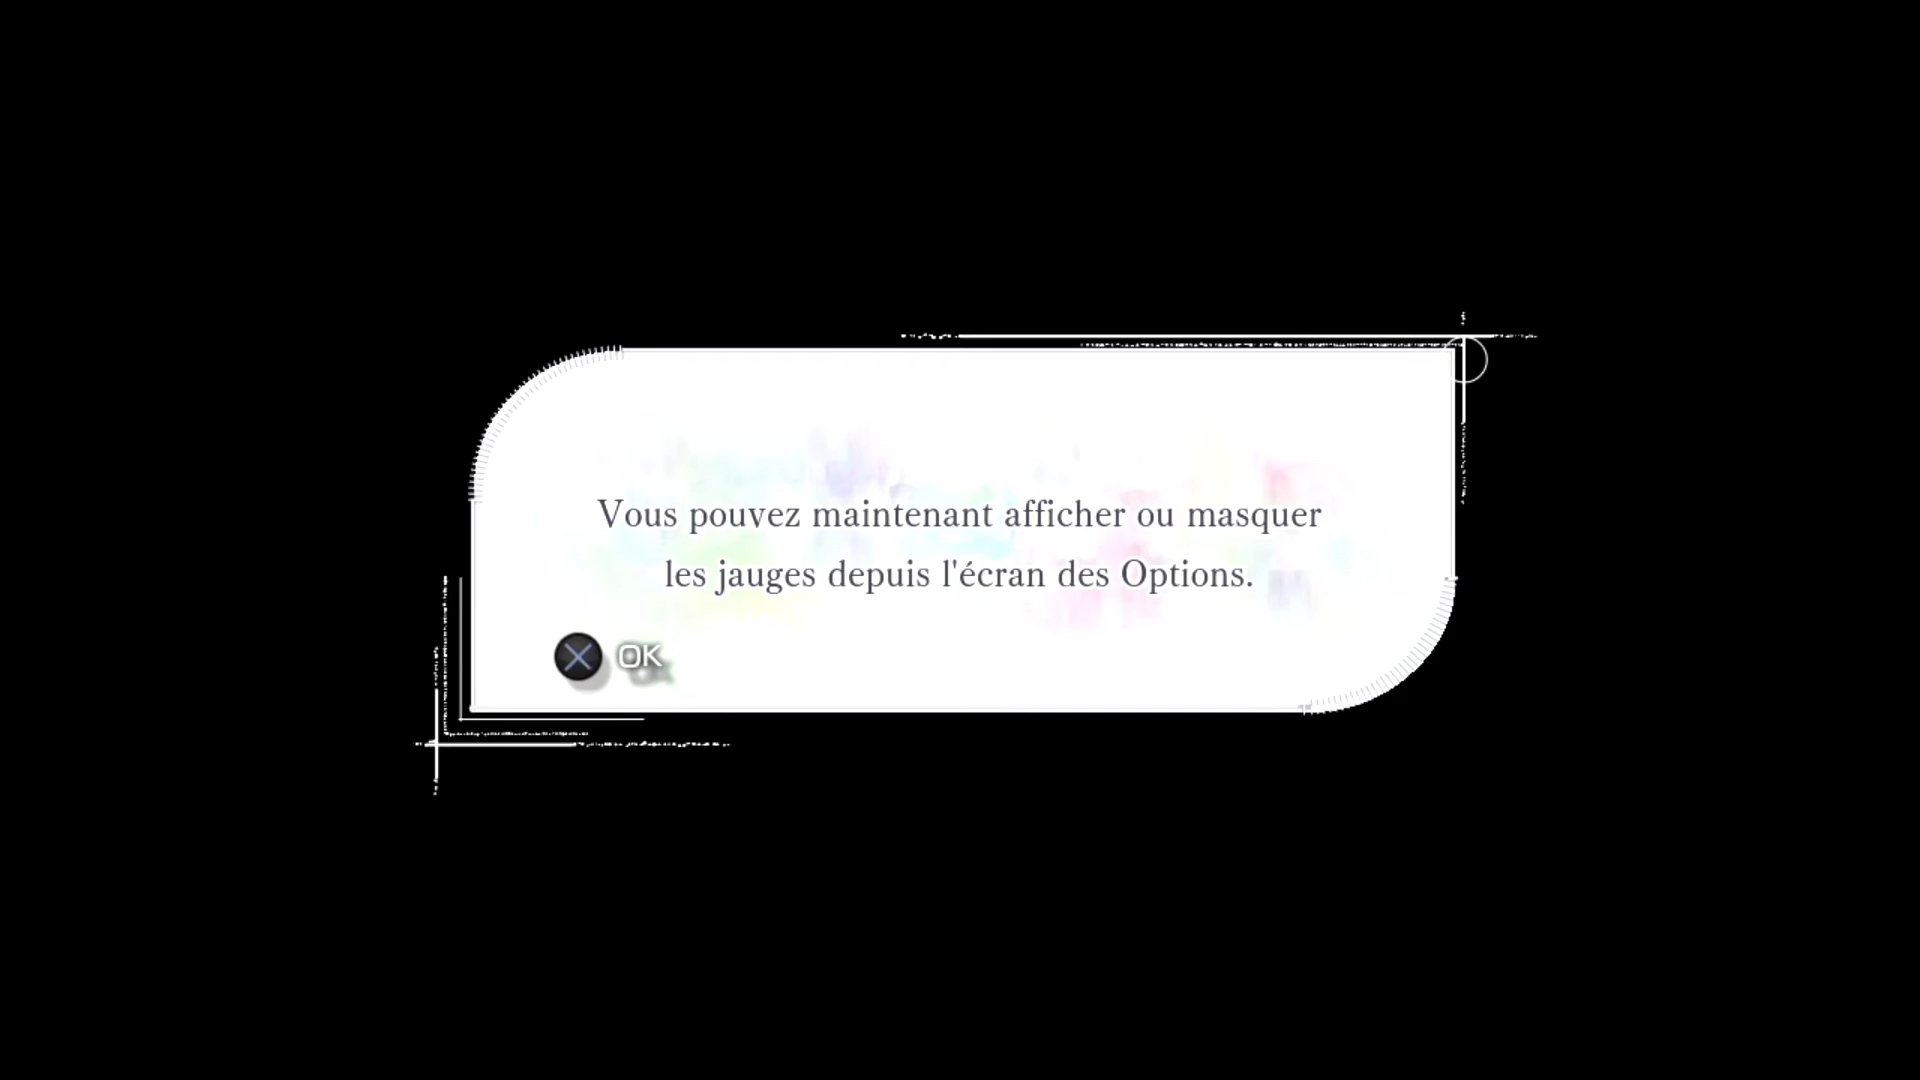 Vous pouvez maintenant afficher ou masquer
les jauges depuis l'écran des Options.
OK